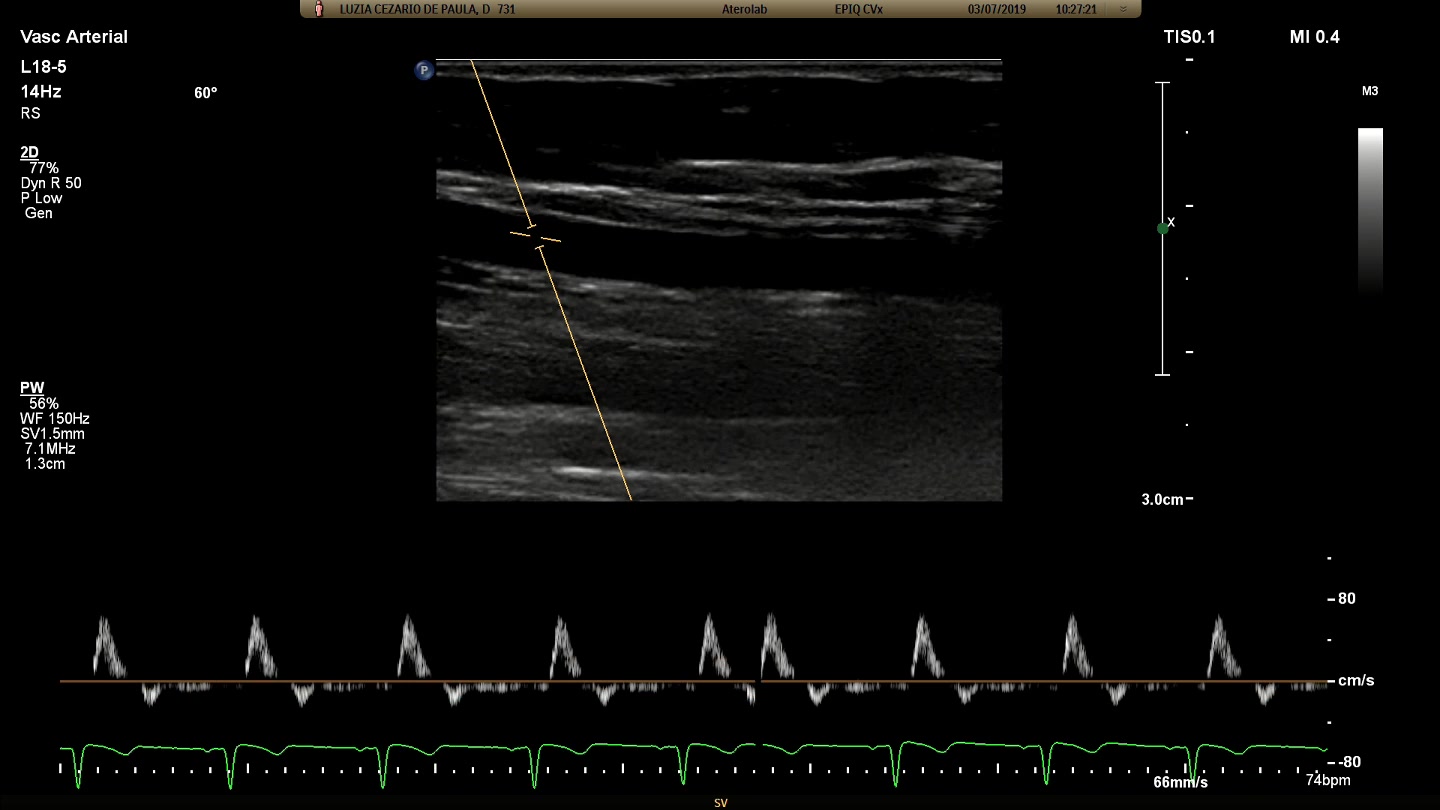 LUZIA CEZARIO DE PAULA, D 731 Aterolab EPIQ CVx 03/07/2019 10:27:21
Vasc Arterial TIS0.1 MI 0.4
L18-5
14Hz 60°
RS
M3
P
2D
77%
Dyn R 50
P Low
Gen
X
PW
56%
WF 150Hz
SV1.5mm
7.1MHz
1.3cm
3.0cm
80
cm/s
-80
66mm/s 74bpm
SV